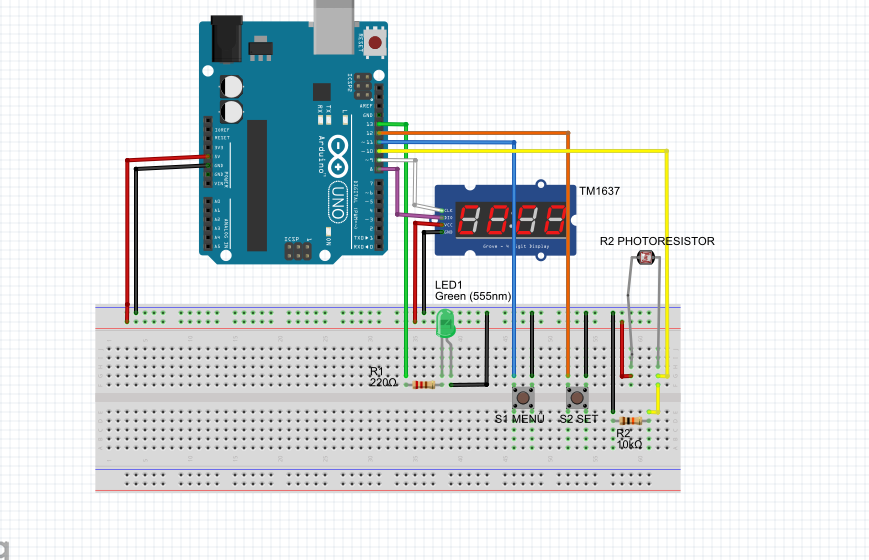 RESET
ICSP2
AREF
GND
IOREF
RESET
3V3
5V
GND
GND
VIN
POWER
A0
A1
A2
A3
A4
A5
ANALOG IN
13
12
~11
~10
~9
8
7
~6
~5
4
~3
2
TX▸1
RX◂0
DIGITAL (PWM~)
RX
TX
L
Arduino
UNO
ON
ICSP
1
TM1637
CLK
DIO
VCC
GND
Grove - 4 Digit Display
R2 PHOTORESISTOR
LED1
Green (555nm)
R1
220Ω
S1 MENU
S2 SET
R2
10kΩ
g